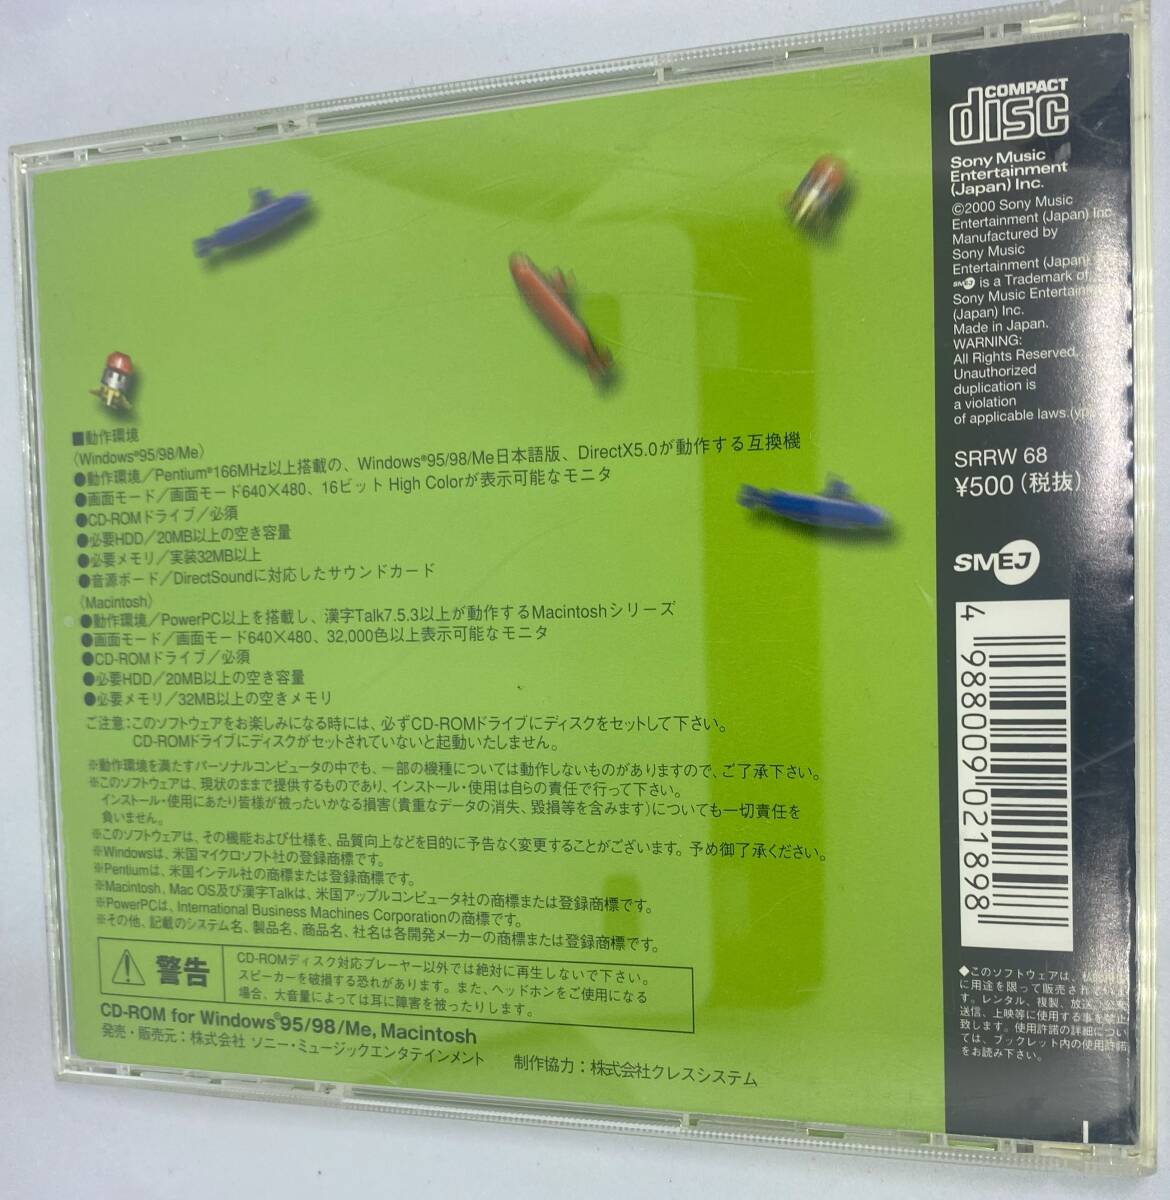 ■動作環境
〈Windows®95/98/Me〉
●動作環境/Pentium®166MHz以上搭載の、Windows®95/98/Me日本語版、DirectX5.0が動作する互換機
●画面モード/画面モード640×480、16ビット High Colorが表示可能なモニタ
●CD-ROMドライブ/必須
●必要HDD/20MB以上の空き容量
●必要メモリ/実装32MB以上
●音源ボード/DirectSoundに対応したサウンドカード
〈Macintosh〉
●動作環境/PowerPC以上を搭載し、漢字Talk7.5.3以上が動作するMacintoshシリーズ
●画面モード/画面モード640×480、32,000色以上表示可能なモニタ
●CD-ROMドライブ/必須
●必要HDD/20MB以上の空き容量
●必要メモリ/32MB以上の空きメモリ
ご注意:このソフトウェアをお楽しみになる時には、必ずCD-ROMドライブにディスクをセットして下さい。
CD-ROMドライブにディスクがセットされていないと起動いたしません。
※動作環境を満たすパーソナルコンピュータの中でも、一部の機種については動作しないものがありますので、ご了承下さい。
※このソフトウェアは、現状のままで提供するものであり、インストール・使用は自らの責任で行って下さい。
インストール・使用にあたり皆様が被ったいかなる損害(貴重なデータの消失、毀損等を含みます)についても一切責任を
負いません。
※このソフトウェアは、その機能および仕様を、品質向上などを目的に予告なく変更することがございます。予め御了承ください。
※Windowsは、米国マイクロソフト社の登録商標です。
※Pentiumは、米国インテル社の商標または登録商標です。
※Macintosh、Mac OS及び漢字Talkは、米国アップルコンピュータ社の商標または登録商標です。
※PowerPCは、International Business Machines Corporationの商標です。
※その他、記載のシステム名、製品名、商品名、社名は各開発メーカーの商標または登録商標です。
警告
CD-ROMディスク対応プレーヤー以外では絶対に再生しないで下さい。
スピーカーを破損する恐れがあります。また、ヘッドホンをご使用になる
場合、大音量によっては耳に障害を被ったりします。
CD-ROM for Windows®95/98/Me, Macintosh
発売・販売元:株式会社 ソニー・ミュージックエンタテインメント
制作協力:株式会社クレスシステム
COMPACT
disc
Sony Music
Entertainment
(Japan) Inc.
©2000 Sony Music
Entertainment (Japan) Inc
Manufactured by
Sony Music
Entertainment (Japan)
SMEJ is a Trademark of
Sony Music Entertain
(Japan) Inc.
Made in Japan.
WARNING:
All Rights Reserved.
Unauthorized
duplication is
a violation
of applicable laws.
SRRW 68
¥500(税抜)
SMEJ
4 988009 021898
◆このソフトウェアは、
に用途を限って販売されて
す。レンタル、複製、放送、
送信、上映等に使用する事を禁止
致します。使用許諾の詳細につい
ては、ブックレット内の使用許諾
をお読み下さい。